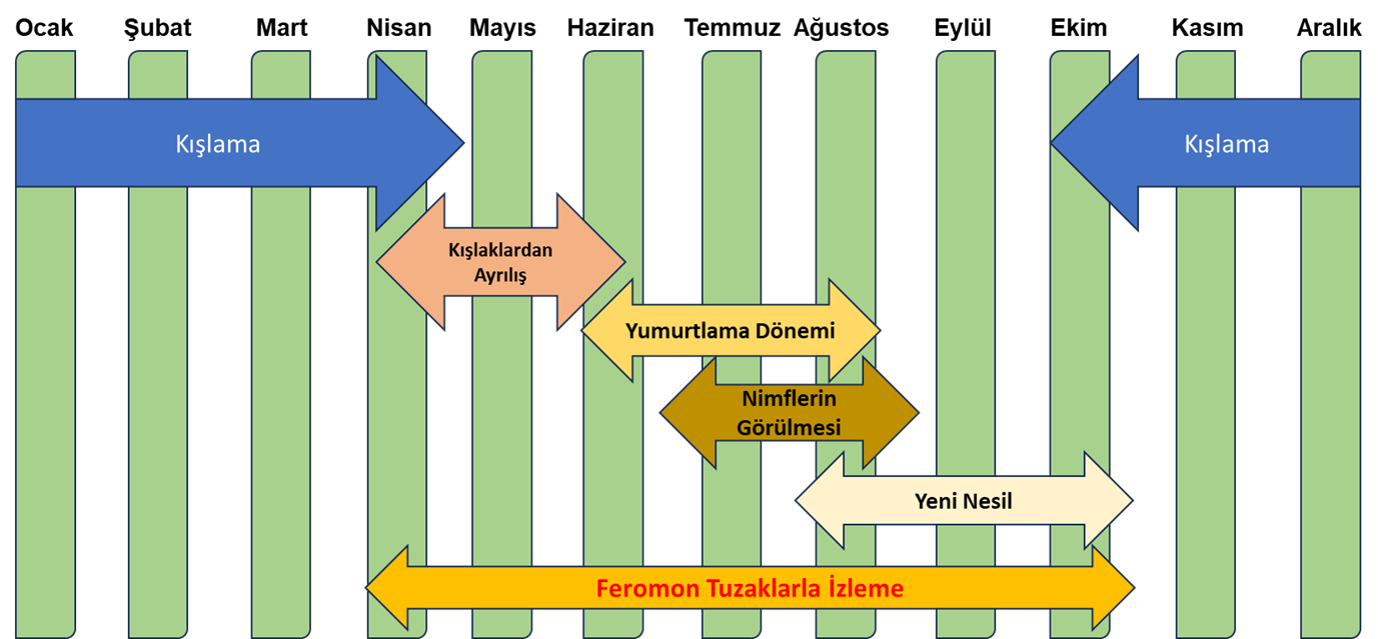 Ocak Şubat Mart Nisan Mayıs Haziran Temmuz Ağustos Eylül Ekim Kasım Aralık
Kışlama Kışlama
Kışlaklardan
Ayrılış
Yumurtlama Dönemi
Nimflerin
Görülmesi
Yeni Nesil
Feromon Tuzaklarla İzleme